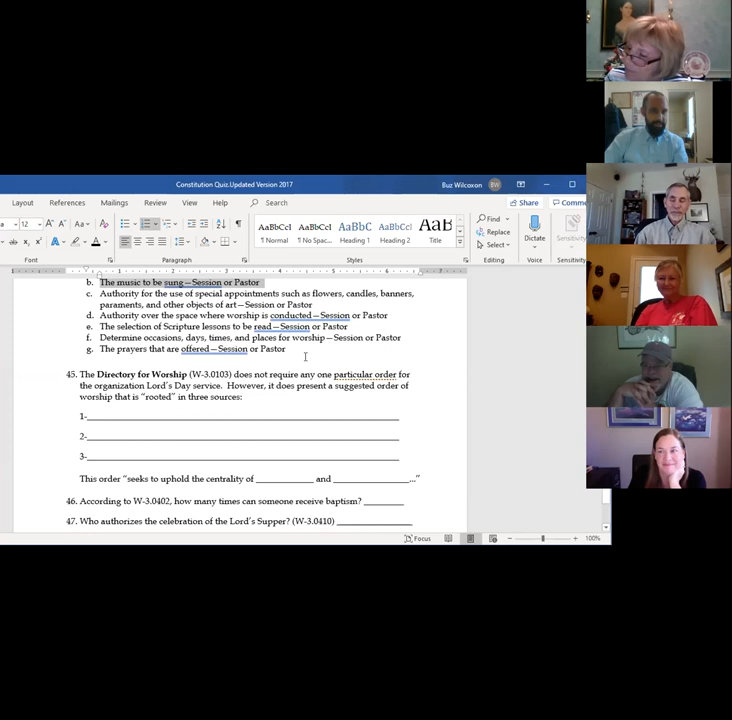 Constitution Quiz.Updated Version 2017
Buz Wilcoxon BW
Layout References Mailings Review View Help Search Share Comme
12 A A Aa
AaBbCcI AaBbCcI AaBbC AaBbCcI AaB
¶ Normal ¶ No Spac... Heading 1 Heading 2 Title
Find
Replace
Select
Dictate Sensitivity
Font Paragraph Styles Editing Voice Sensitivity
b. The music to be sung—Session or Pastor
c. Authority for the use of special appointments such as flowers, candles, banners,
paraments, and other objects of art—Session or Pastor
d. Authority over the space where worship is conducted—Session or Pastor
e. The selection of Scripture lessons to be read—Session or Pastor
f. Determine occasions, days, times, and places for worship—Session or Pastor
g. The prayers that are offered—Session or Pastor
45. The Directory for Worship (W-3.0103) does not require any one particular order for
the organization Lord's Day service. However, it does present a suggested order of
worship that is "rooted" in three sources:
1-
2-
3-
This order "seeks to uphold the centrality of ____________ and ________________..."
46. According to W-3.0402, how many times can someone receive baptism? ________
47. Who authorizes the celebration of the Lord's Supper? (W-3.0410) ________________
Focus 100%